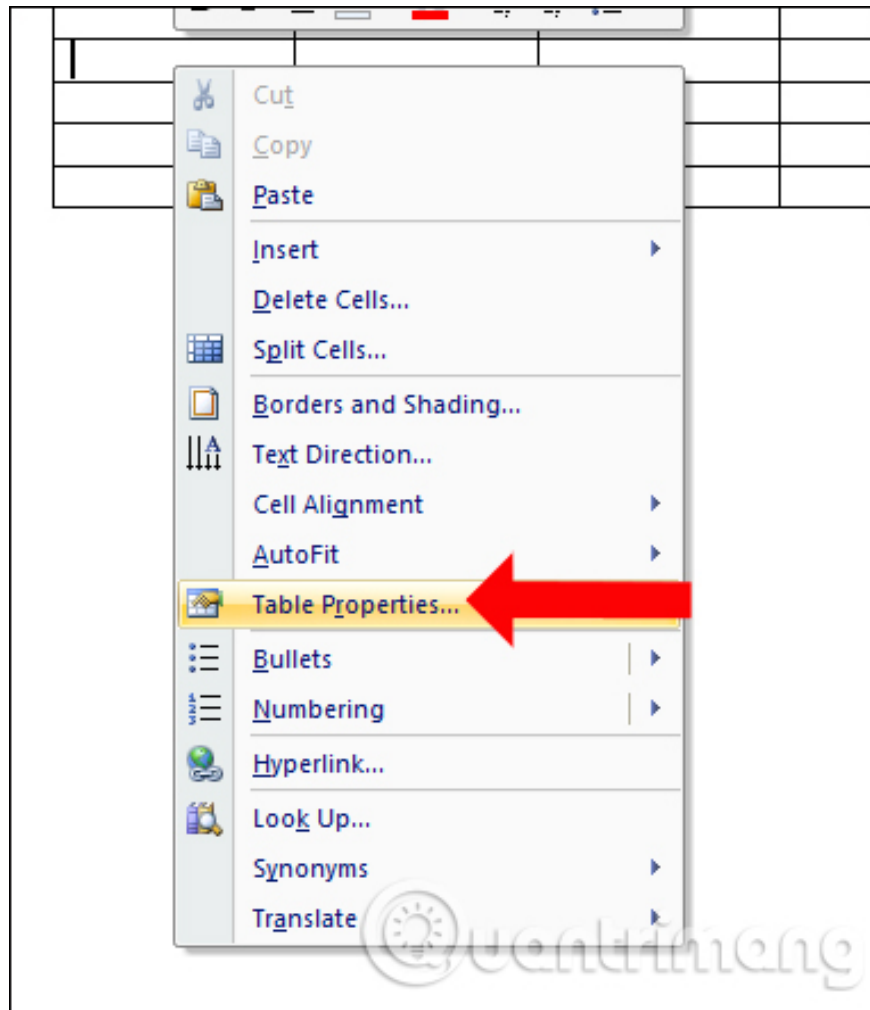 Cut
Copy
Paste
Insert
Delete Cells...
Split Cells...
Borders and Shading...
Text Direction...
Cell Alignment
AutoFit
Table Properties...
Bullets
Numbering
Hyperlink...
Look Up...
Synonyms
Translate
Quantrimang